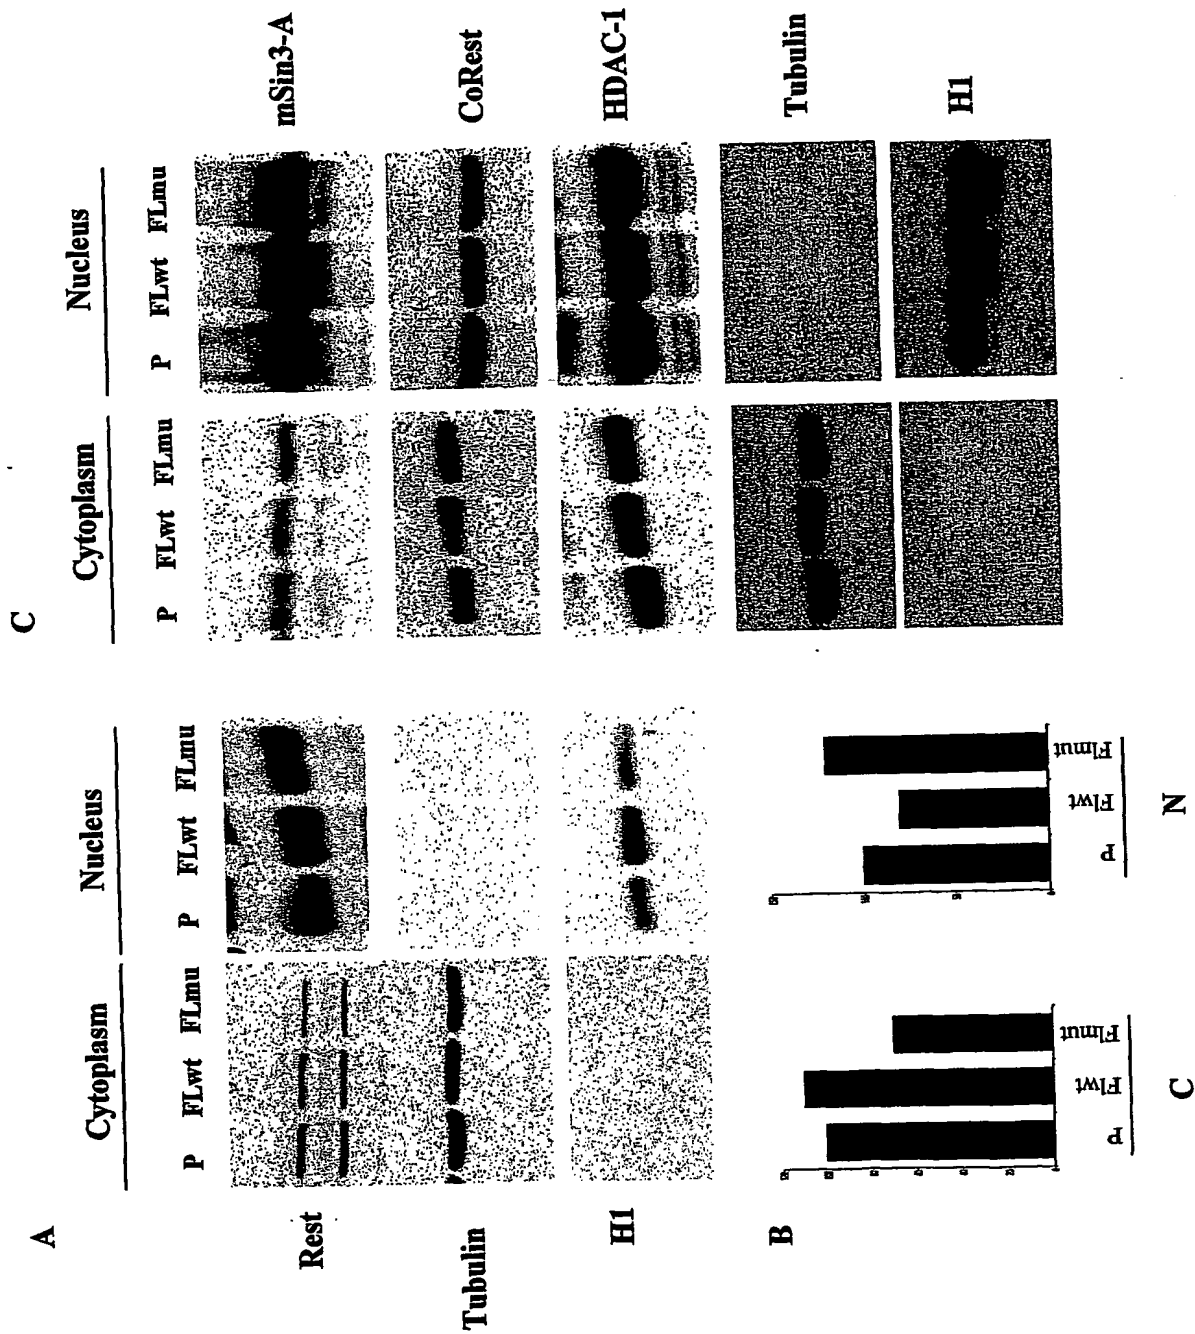 A
Cytoplasm
Nucleus
P FLwt FLmu
P FLwt FLmu
Rest
Tubulin
H1
B
P Flwt Flmut
C
P Flwt Flmut
N
C
Cytoplasm
Nucleus
P FLwt FLmu
P FLwt FLmu
mSin3-A
CoRest
HDAC-1
Tubulin
H1